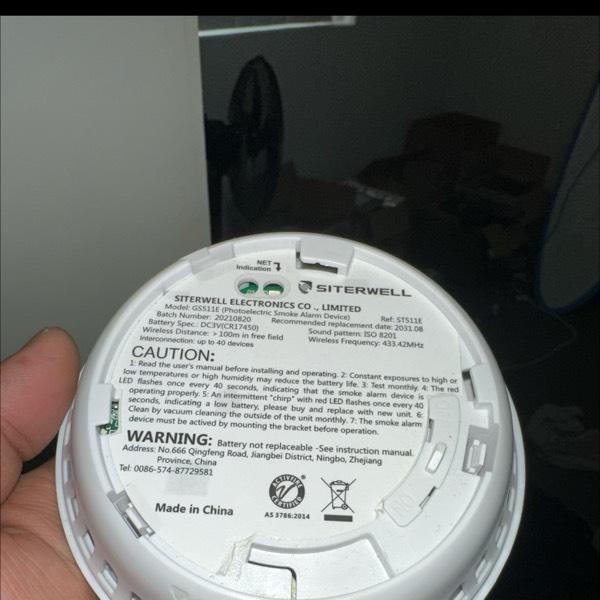 NET
Indication
SITERWELL
SITERWELL ELECTRONICS CO., LIMITED
Model: GS511E (Photoelectric Smoke Alarm Device)
Ref: ST511E
Batch Number: 20210820
Recommended replacement date: 2031.08
Battery Spec.: DC3V(CR17450)
Sound pattern: ISO 8201
Wireless Distance: >100m in free field
Wireless Frequency: 433.42MHz
Interconnection: up to 40 devices
CAUTION:
1: Read the user's manual before installing and operating. 2: Constant exposures to high or
low temperatures or high humidity may reduce the battery life. 3: Test monthly. 4: The red
LED flashes once every 40 seconds, indicating that the smoke alarm device is
operating properly. 5: An intermittent "chirp" with red LED flashes once every 40
seconds, indicating a low battery, please buy and replace with new unit. 6:
Clean by vacuum cleaning the outside of the unit monthly. 7: The smoke alarm
device must be actived by mounting the bracket before operation.
WARNING: Battery not replaceable -See instruction manual.
Address: No.666 Qingfeng Road, Jiangbei District, Ningbo, Zhejiang
Province, China
Tel: 0086-574-87729581
ACTIVFIRE
CERTIFIED
AS 3786:2014
Made in China